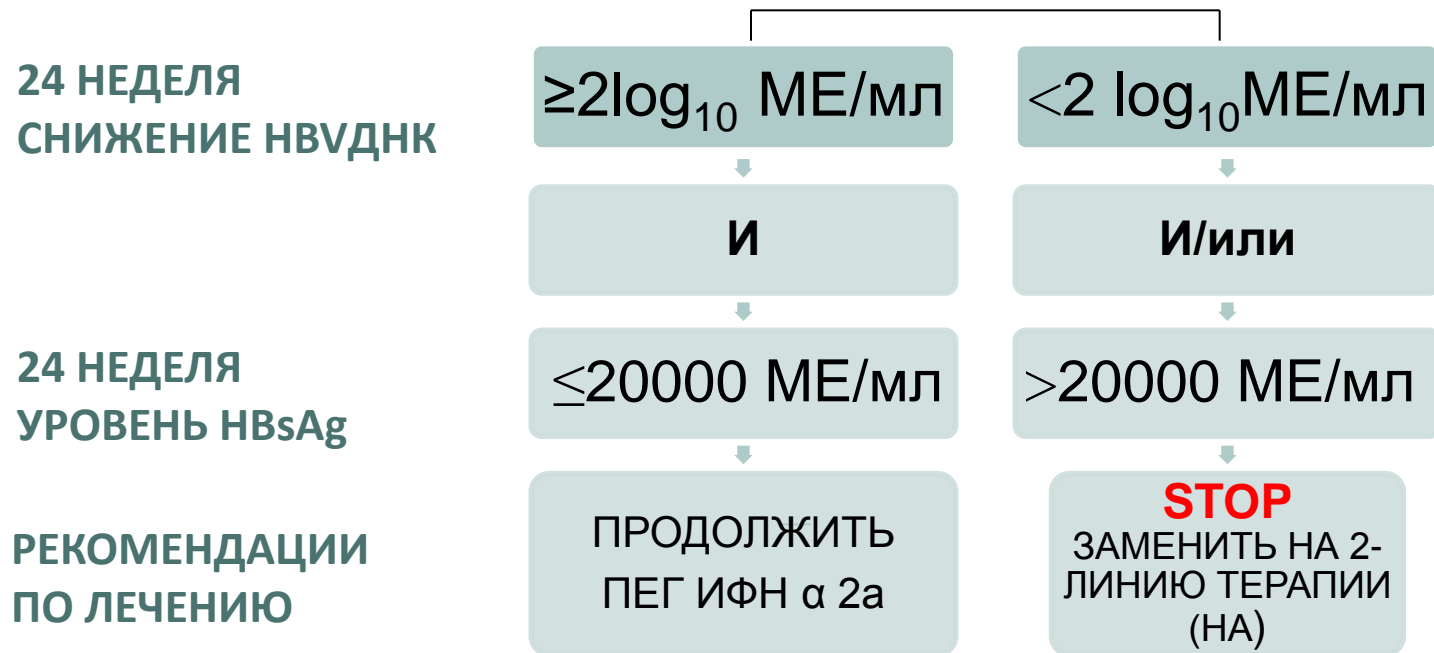 24 НЕДЕЛЯ
СНИЖЕНИЕ HBVДНК
≥2log₁₀ МЕ/мл
<2 log₁₀МЕ/мл
И
И/или
24 НЕДЕЛЯ
УРОВЕНЬ HBsAg
≤20000 МЕ/мл
>20000 МЕ/мл
РЕКОМЕНДАЦИИ
ПО ЛЕЧЕНИЮ
ПРОДОЛЖИТЬ
ПЕГ ИФН α 2a
STOP
ЗАМЕНИТЬ НА 2-
ЛИНИЮ ТЕРАПИИ
(НА)